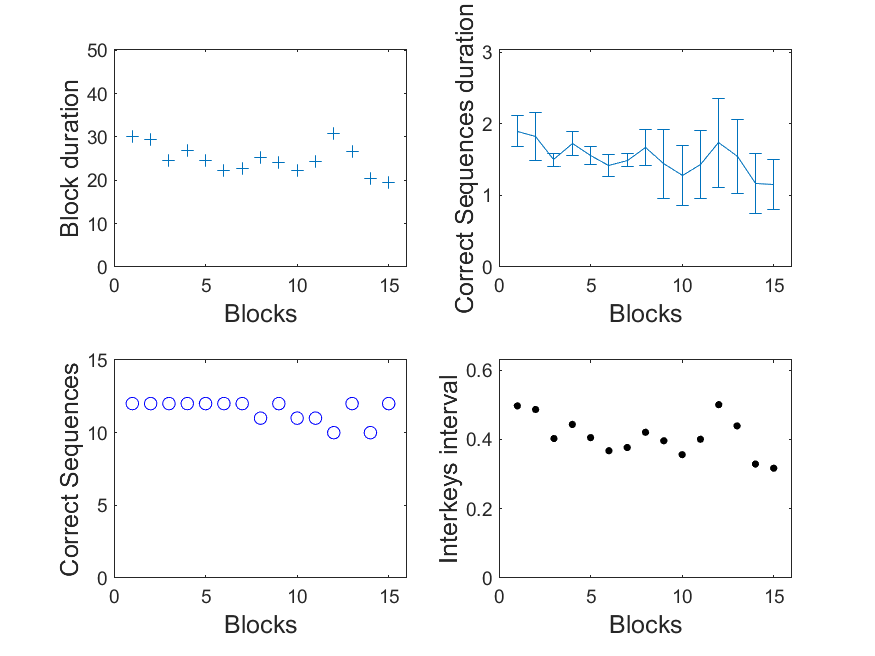 Block duration
50
40
30
20
10
0
0 5 10 15
Blocks
Correct Sequences duration
3
2
1
0
0 5 10 15
Blocks
Correct Sequences
15
10
5
0
0 5 10 15
Blocks
Interkeys interval
0.6
0.4
0.2
0
0 5 10 15
Blocks